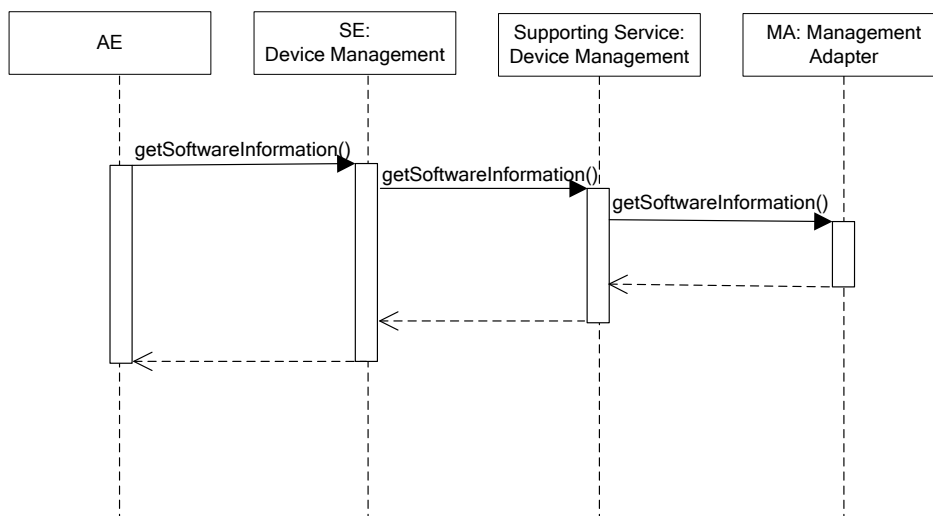 AE
SE:
Device Management
Supporting Service:
Device Management
MA: Management
Adapter
getSoftwareInformation()
getSoftwareInformation()
getSoftwareInformation()